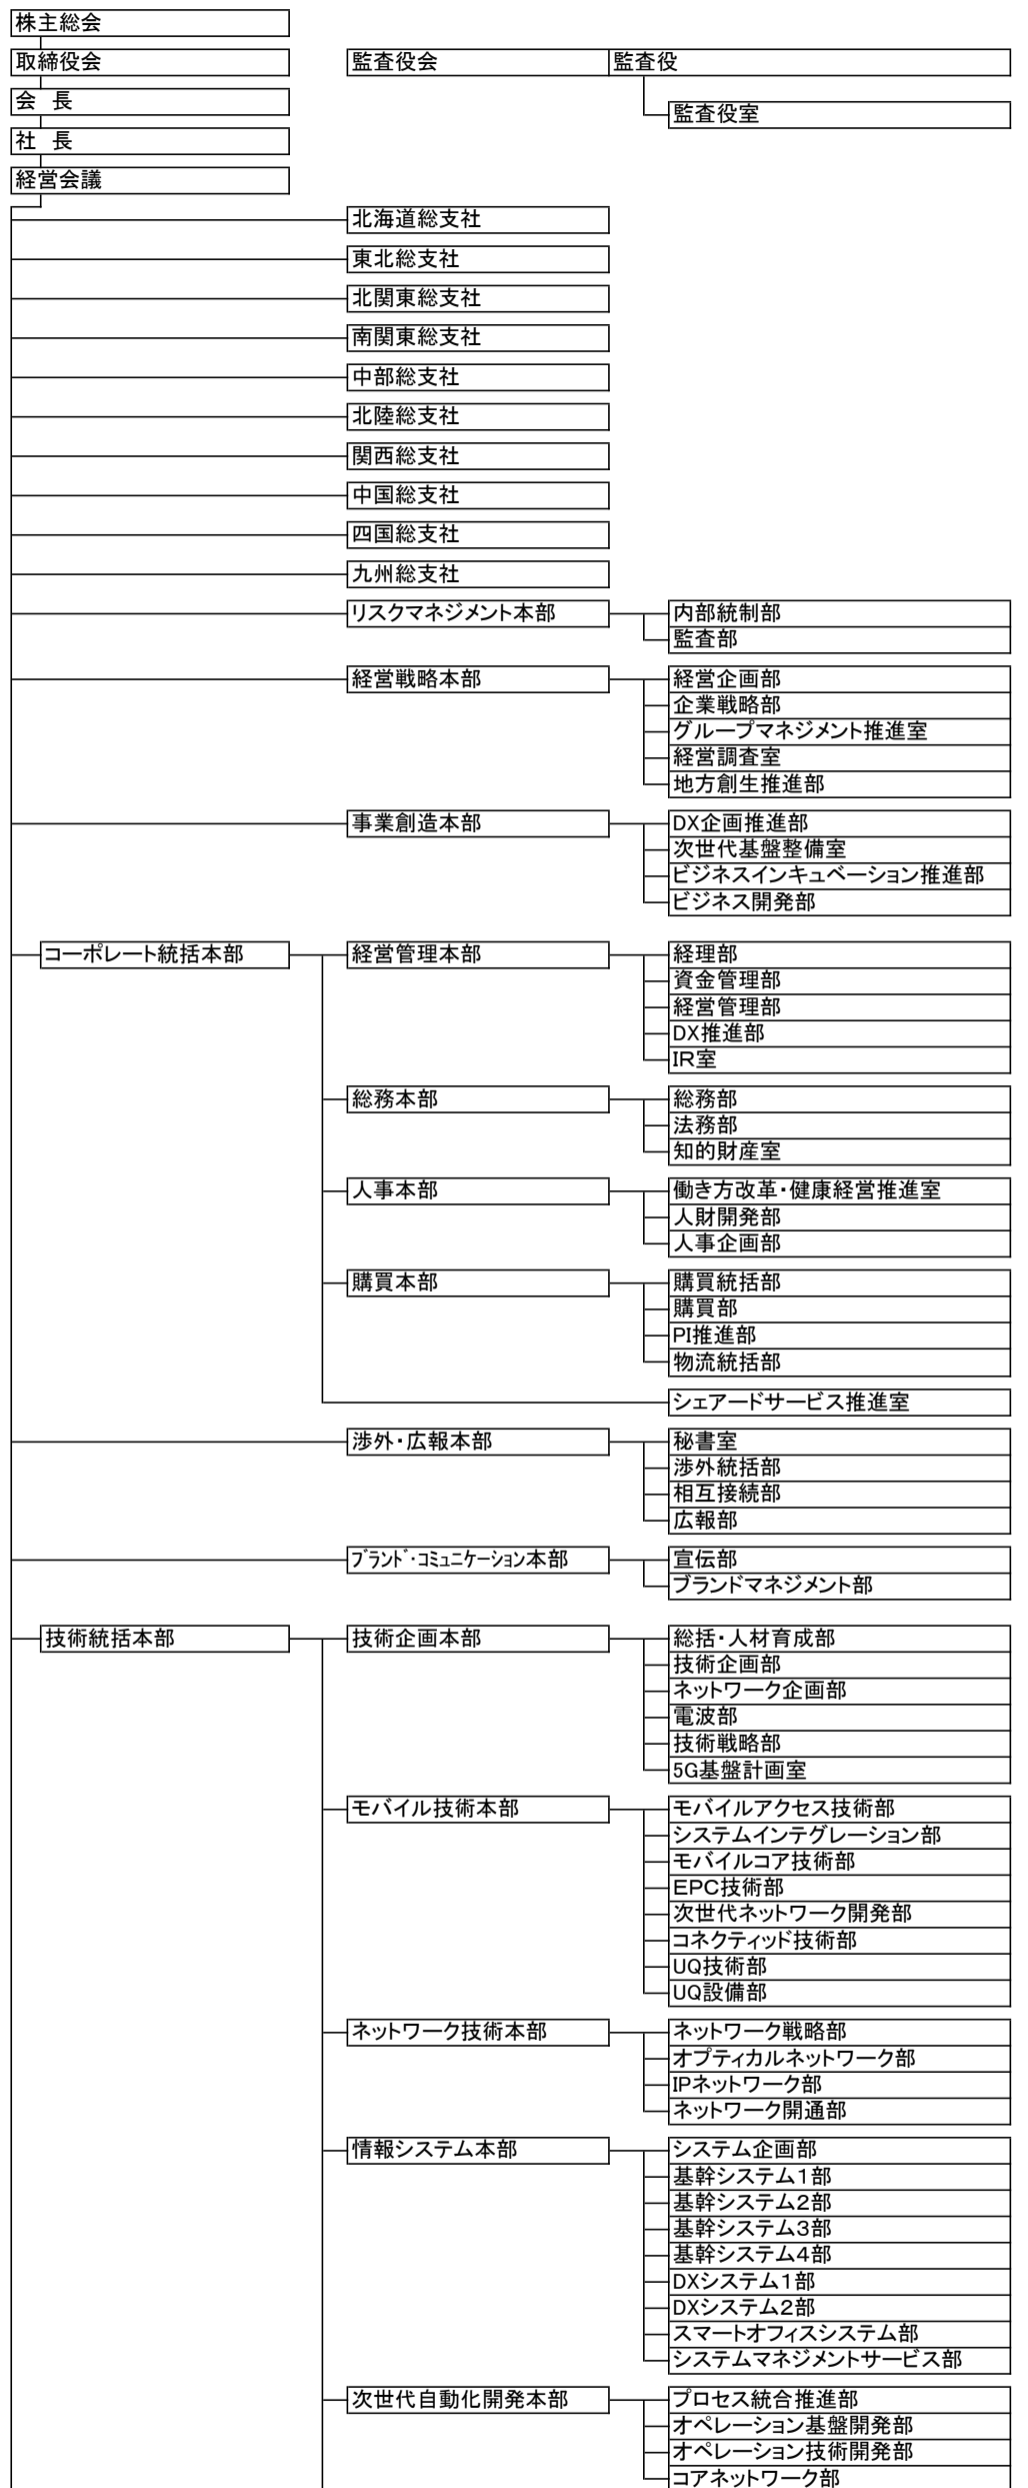 株主総会
取締役会
監査役会
監査役
会　長
監査役室
社　長
経営会議
北海道総支社
東北総支社
北関東総支社
南関東総支社
中部総支社
北陸総支社
関西総支社
中国総支社
四国総支社
九州総支社
リスクマネジメント本部
内部統制部
監査部
経営戦略本部
経営企画部
企業戦略部
グループマネジメント推進室
経営調査室
地方創生推進部
事業創造本部
DX企画推進部
次世代基盤整備室
ビジネスインキュベーション推進部
ビジネス開発部
コーポレート統括本部
経営管理本部
経理部
資金管理部
経営管理部
DX推進部
IR室
総務本部
総務部
法務部
知的財産室
人事本部
働き方改革・健康経営推進室
人財開発部
人事企画部
購買本部
購買統括部
購買部
PI推進部
物流統括部
シェアードサービス推進室
渉外・広報本部
秘書室
渉外統括部
相互接続部
広報部
ﾌﾞﾗﾝﾄﾞ・ｺﾐｭﾆｹｰｼｮﾝ本部
宣伝部
ブランドマネジメント部
技術統括本部
技術企画本部
総括・人材育成部
技術企画部
ネットワーク企画部
電波部
技術戦略部
5G基盤計画室
モバイル技術本部
モバイルアクセス技術部
システムインテグレーション部
モバイルコア技術部
EPC技術部
次世代ネットワーク開発部
コネクティッド技術部
UQ技術部
UQ設備部
ネットワーク技術本部
ネットワーク戦略部
オプティカルネットワーク部
IPネットワーク部
ネットワーク開通部
情報システム本部
システム企画部
基幹システム1部
基幹システム2部
基幹システム3部
基幹システム4部
DXシステム1部
DXシステム2部
スマートオフィスシステム部
システムマネジメントサービス部
次世代自動化開発本部
プロセス統合推進部
オペレーション基盤開発部
オペレーション技術開発部
コアネットワーク部